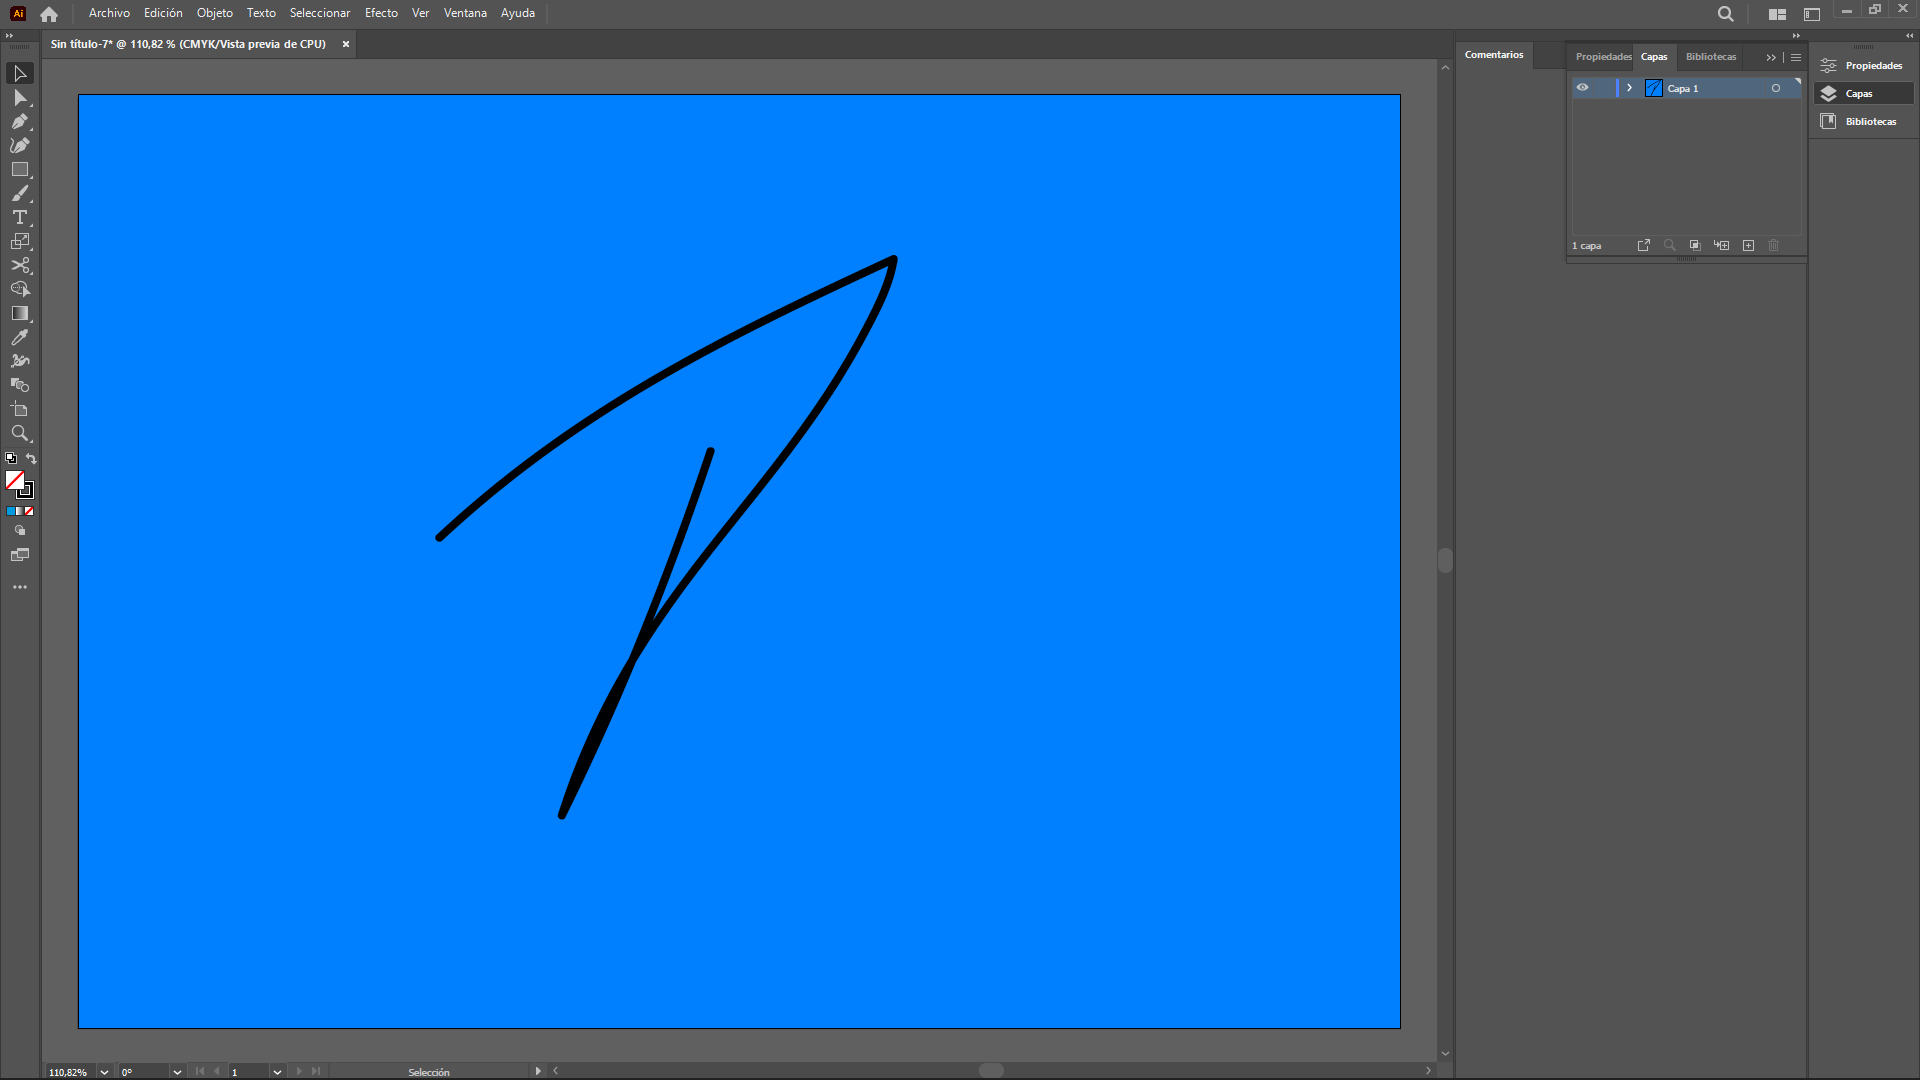 Ai Archivo Edición Objeto Texto Seleccionar Efecto Ver Ventana Ayuda
Sin título-7* @ 110,82 % (CMYK/Vista previa de CPU) ×
Comentarios
Propiedades Capas Bibliotecas
Capa 1
1 capa
Propiedades
Capas
Bibliotecas
110,82% 0° 1 Selección